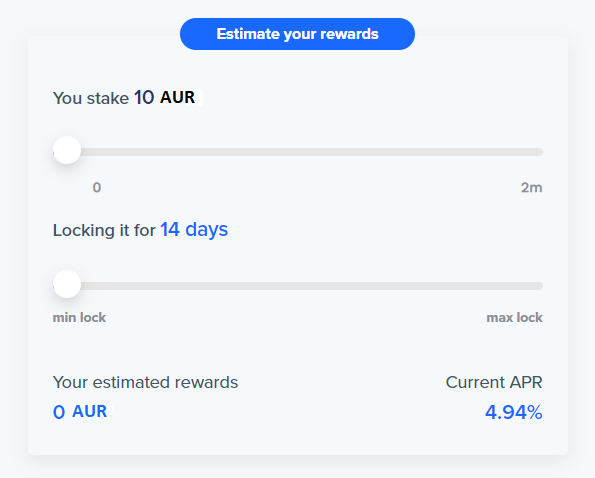 Estimate your rewards
You stake 10 AUR
0 2m
Locking it for 14 days
min lock max lock
Your estimated rewards Current APR
0 AUR 4.94%